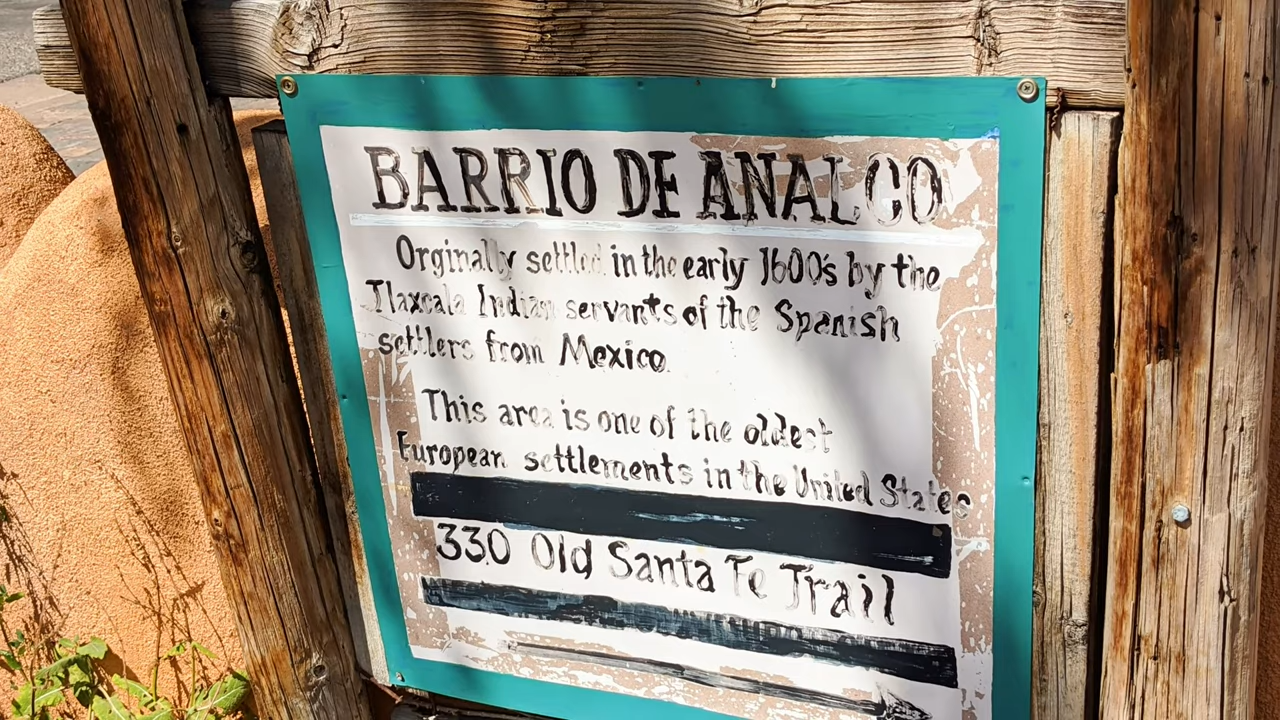 BARRIO DE ANALCO
Orginally settled in the early 1600's by the
Tlaxcala Indian servants of the Spanish
settlers from Mexico.
This area is one of the oldest
European settlements in the United States
330 Old Santa Fe Trail